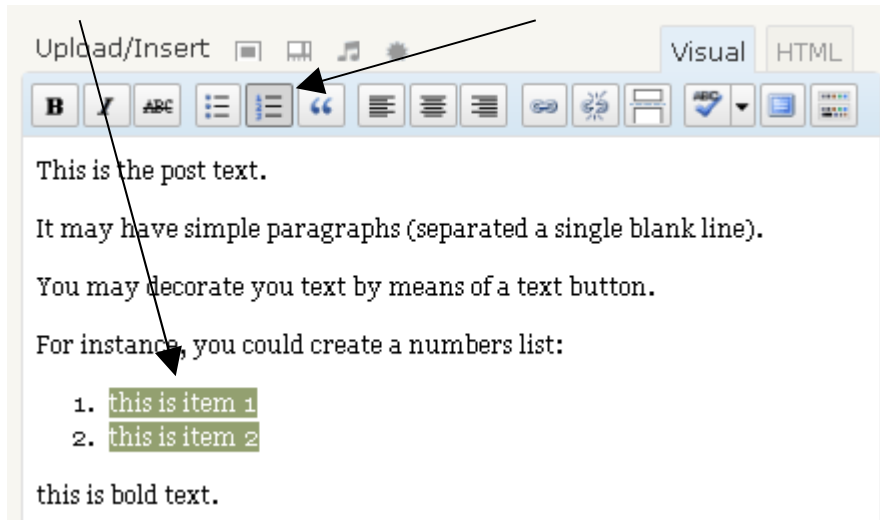 Upload/Insert Visual HTML
B I ABC ABC
This is the post text.
It may have simple paragraphs (separated a single blank line).
You may decorate you text by means of a text button.
For instance, you could create a numbers list:
1. this is item 1
2. this is item 2
this is bold text.